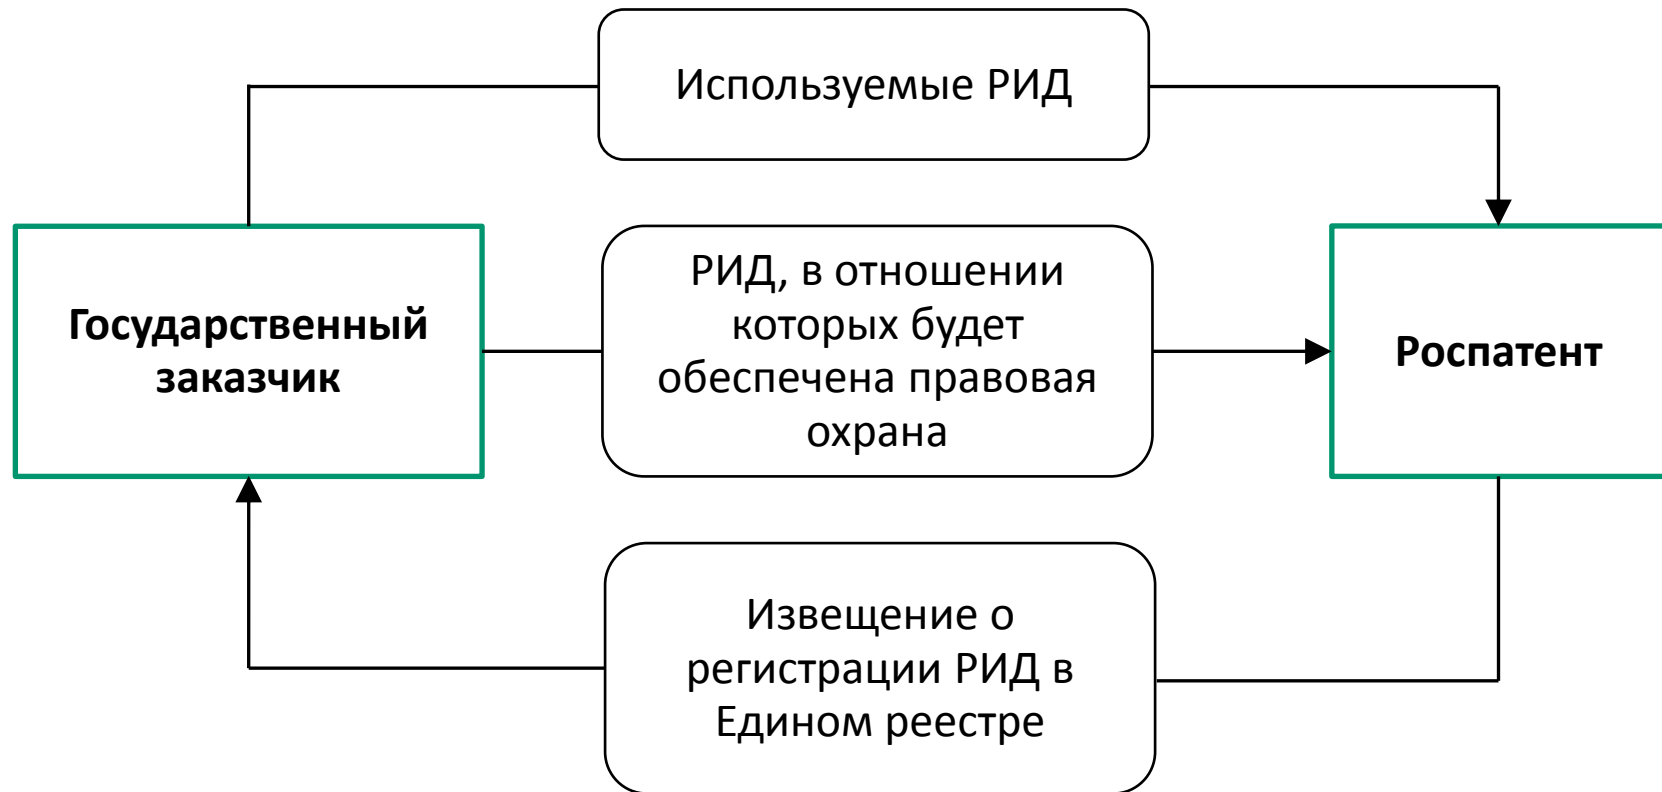 Используемые РИД
Государственный
заказчик
РИД, в отношении
которых будет
обеспечена правовая
охрана
Роспатент
Извещение о
регистрации РИД в
Едином реестре